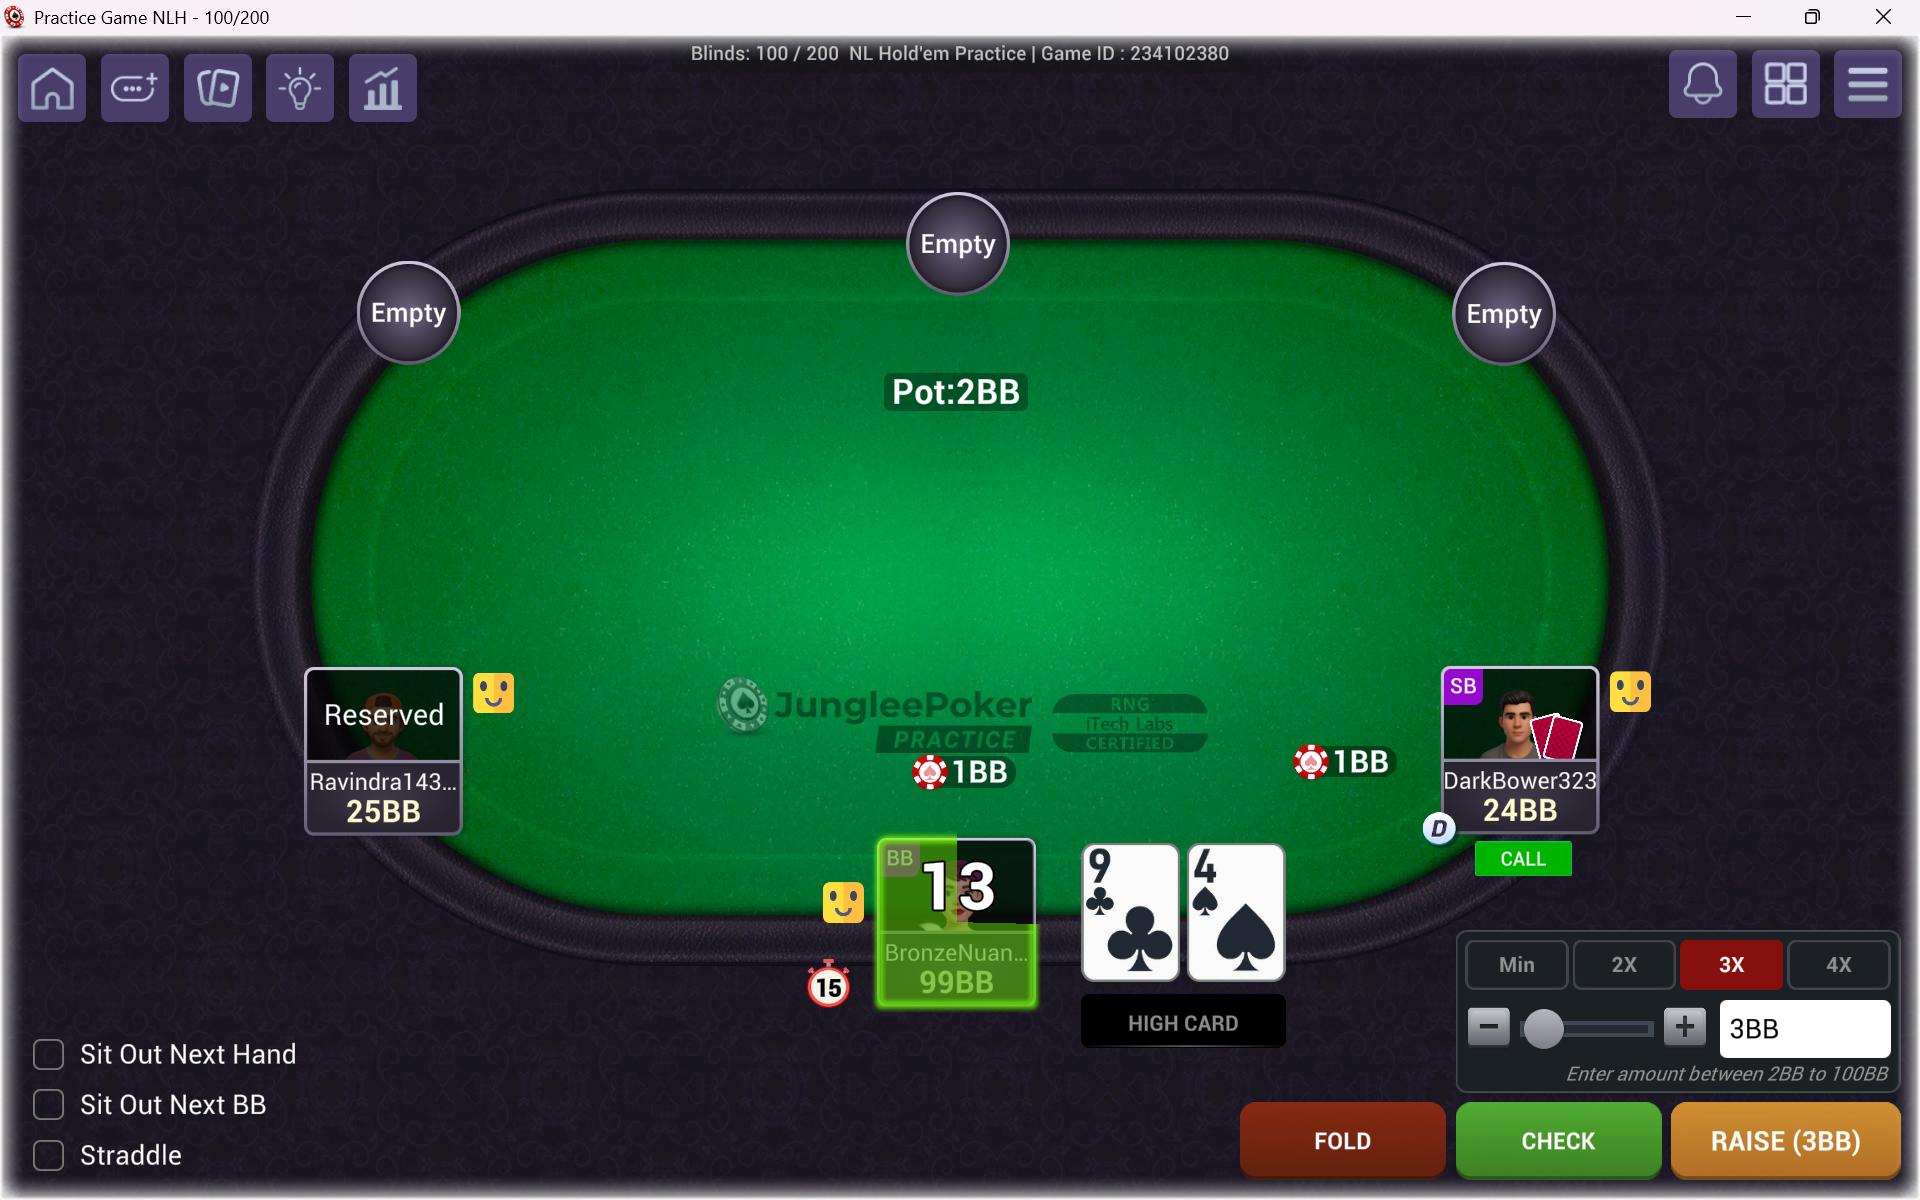 Practice Game NLH - 100/200
Blinds: 100 / 200 NL Hold'em Practice | Game ID : 234102380
Empty
Empty
Empty
Pot:2BB
JungleePoker
PRACTICE
RNG
iTech Labs
CERTIFIED
Reserved
Ravindra143...
25BB
1BB
1BB
SB
DarkBower323
24BB
D
CALL
BB
13
BronzeNuan...
99BB
15
9
4
HIGH CARD
Min
2X
3X
4X
3BB
Enter amount between 2BB to 100BB
Sit Out Next Hand
Sit Out Next BB
Straddle
FOLD
CHECK
RAISE (3BB)